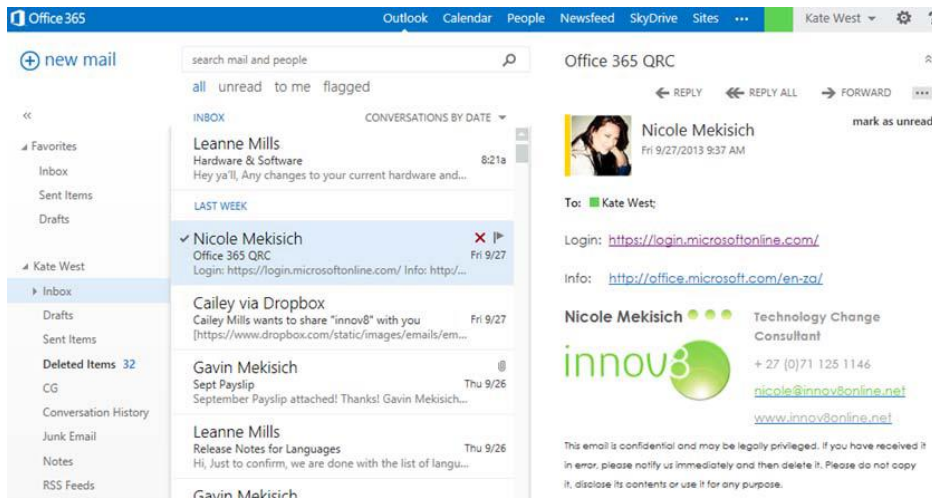 Office 365
Outlook Calendar People Newsfeed SkyDrive Sites ••• Kate West
new mail
search mail and people
all unread to me flagged
«
INBOX CONVERSATIONS BY DATE
Favorites
Inbox
Sent Items
Drafts
Kate West
Inbox
Drafts
Sent Items
Deleted Items 32
CG
Conversation History
Junk Email
Notes
RSS Feeds
Leanne Mills
Hardware & Software 8:21a
Hey ya'll, Any changes to your current hardware and...
LAST WEEK
Nicole Mekisich
Office 365 QRC Fri 9/27
Login: https://login.microsoftonline.com/ Info: http:/...
Cailey via Dropbox
Cailey Mills wants to share "innov8" with you Fri 9/27
[https://www.dropbox.com/static/images/emails/em...
Gavin Mekisich
Sept Payslip Thu 9/26
September Payslip attached! Thanks! Gavin Mekisich...
Leanne Mills
Release Notes for Languages Thu 9/26
Hi, Just to confirm, we are done with the list of langu...
Gavin Mekisich
Office 365 QRC
REPLY REPLY ALL FORWARD •••
mark as unread
Nicole Mekisich
Fri 9/27/2013 9:37 AM
To: Kate West;
Login: https://login.microsoftonline.com/
Info: http://office.microsoft.com/en-za/
Nicole Mekisich
innov8
Technology Change
Consultant
+ 27 (0)71 125 1146
nicole@innov8online.net
www.innov8online.net
This email is confidential and may be legally privileged. If you have received it
in error, please notify us immediately and then delete it. Please do not copy
it, disclose its contents or use it for any purpose.